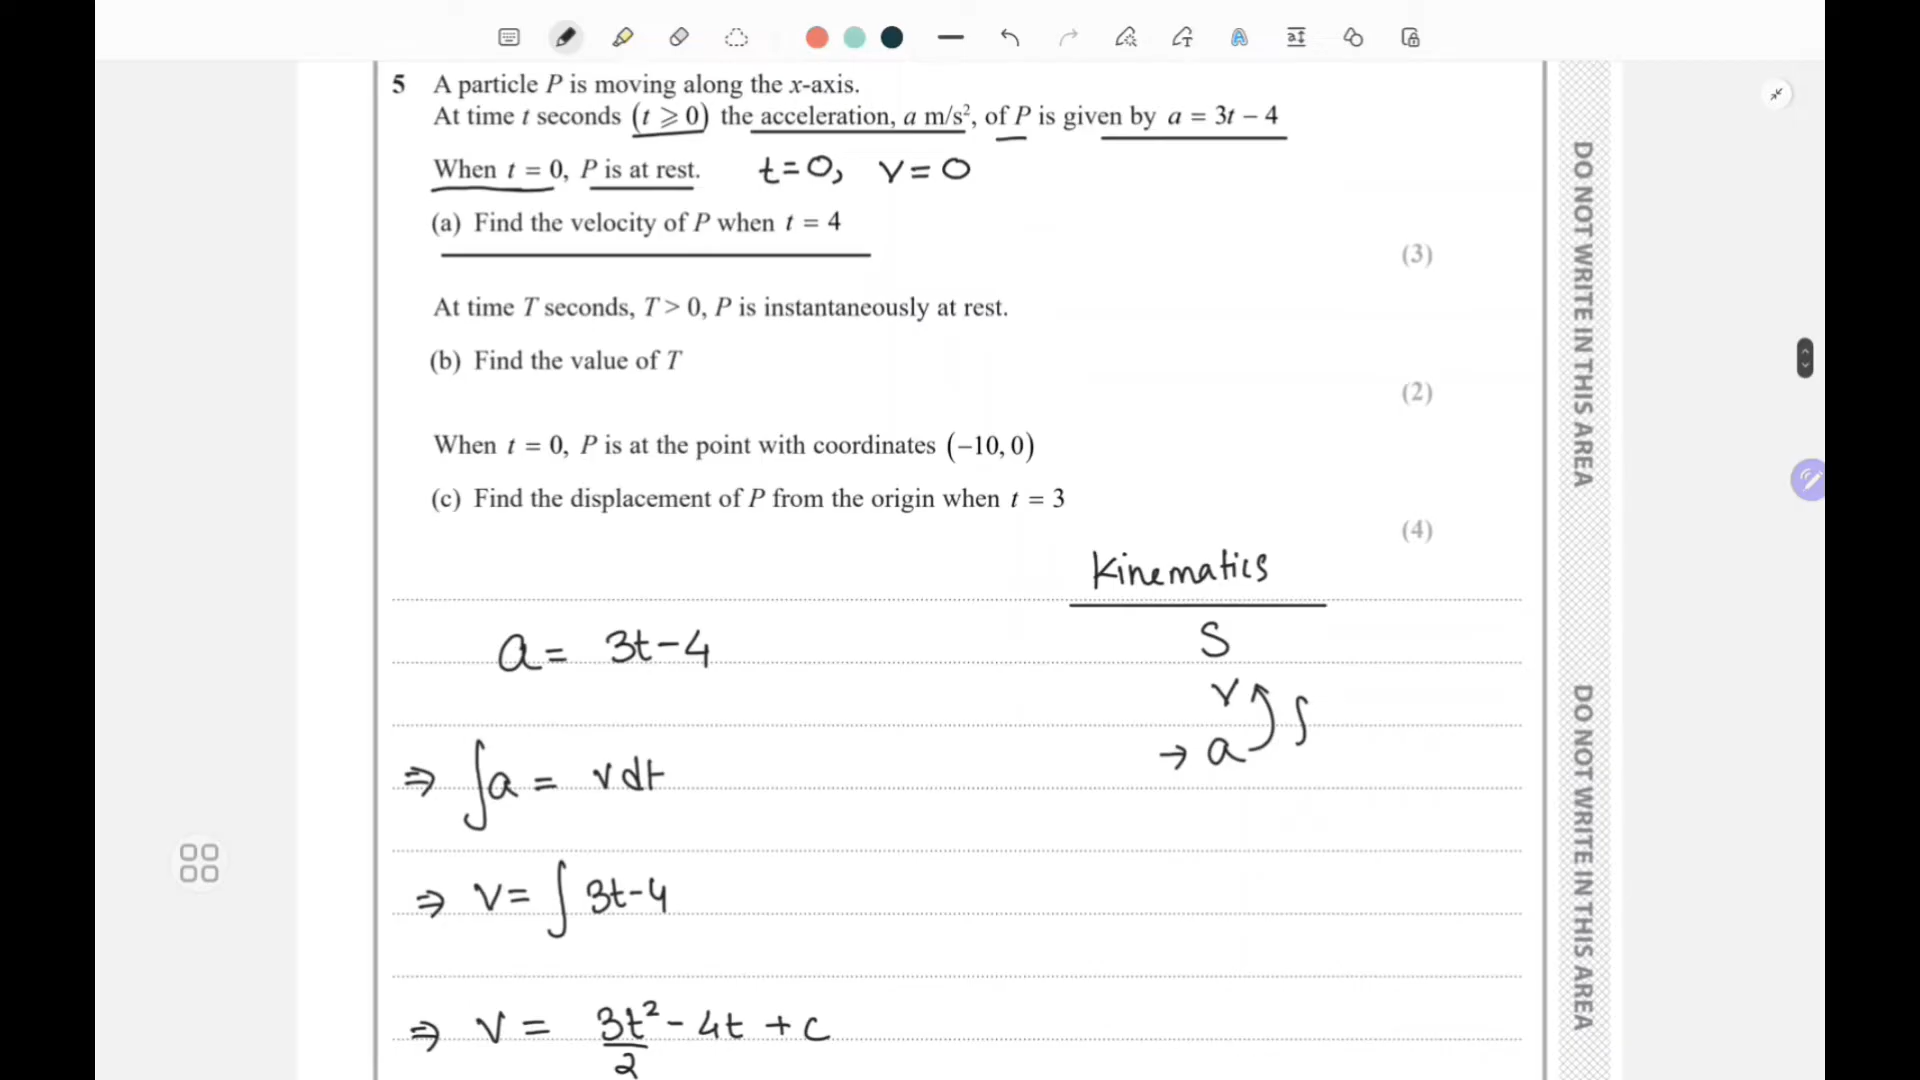 5 A particle P is moving along the x-axis.
At time t seconds (t ⩾ 0) the acceleration, a m/s², of P is given by a = 3t − 4
When t = 0, P is at rest. t=0, v=0
(a) Find the velocity of P when t = 4
(3)
At time T seconds, T > 0, P is instantaneously at rest.
(b) Find the value of T
(2)
When t = 0, P is at the point with coordinates (−10, 0)
(c) Find the displacement of P from the origin when t = 3
(4)
Kinematics
S
a = 3t-4
v
→ a ∫
⇒ ∫a = vdt
⇒ v= ∫ 3t-4
⇒ v = 3t²/2 - 4t + c
DO NOT WRITE IN THIS AREA
DO NOT WRITE IN THIS AREA